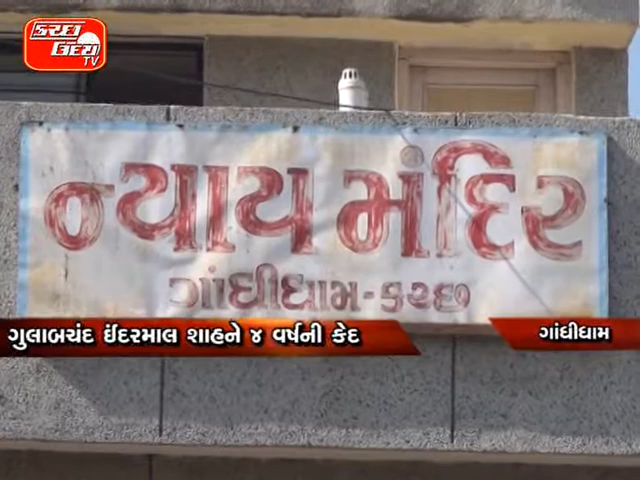 કચ્છ
ઉદય
TV
ન્યાય મંદિર
ગાંધીધામ-કચ્છ
ગુલાબચંદ ઈંદરમાલ શાહને ૪ વર્ષની કેદ
ગાંધીધામ